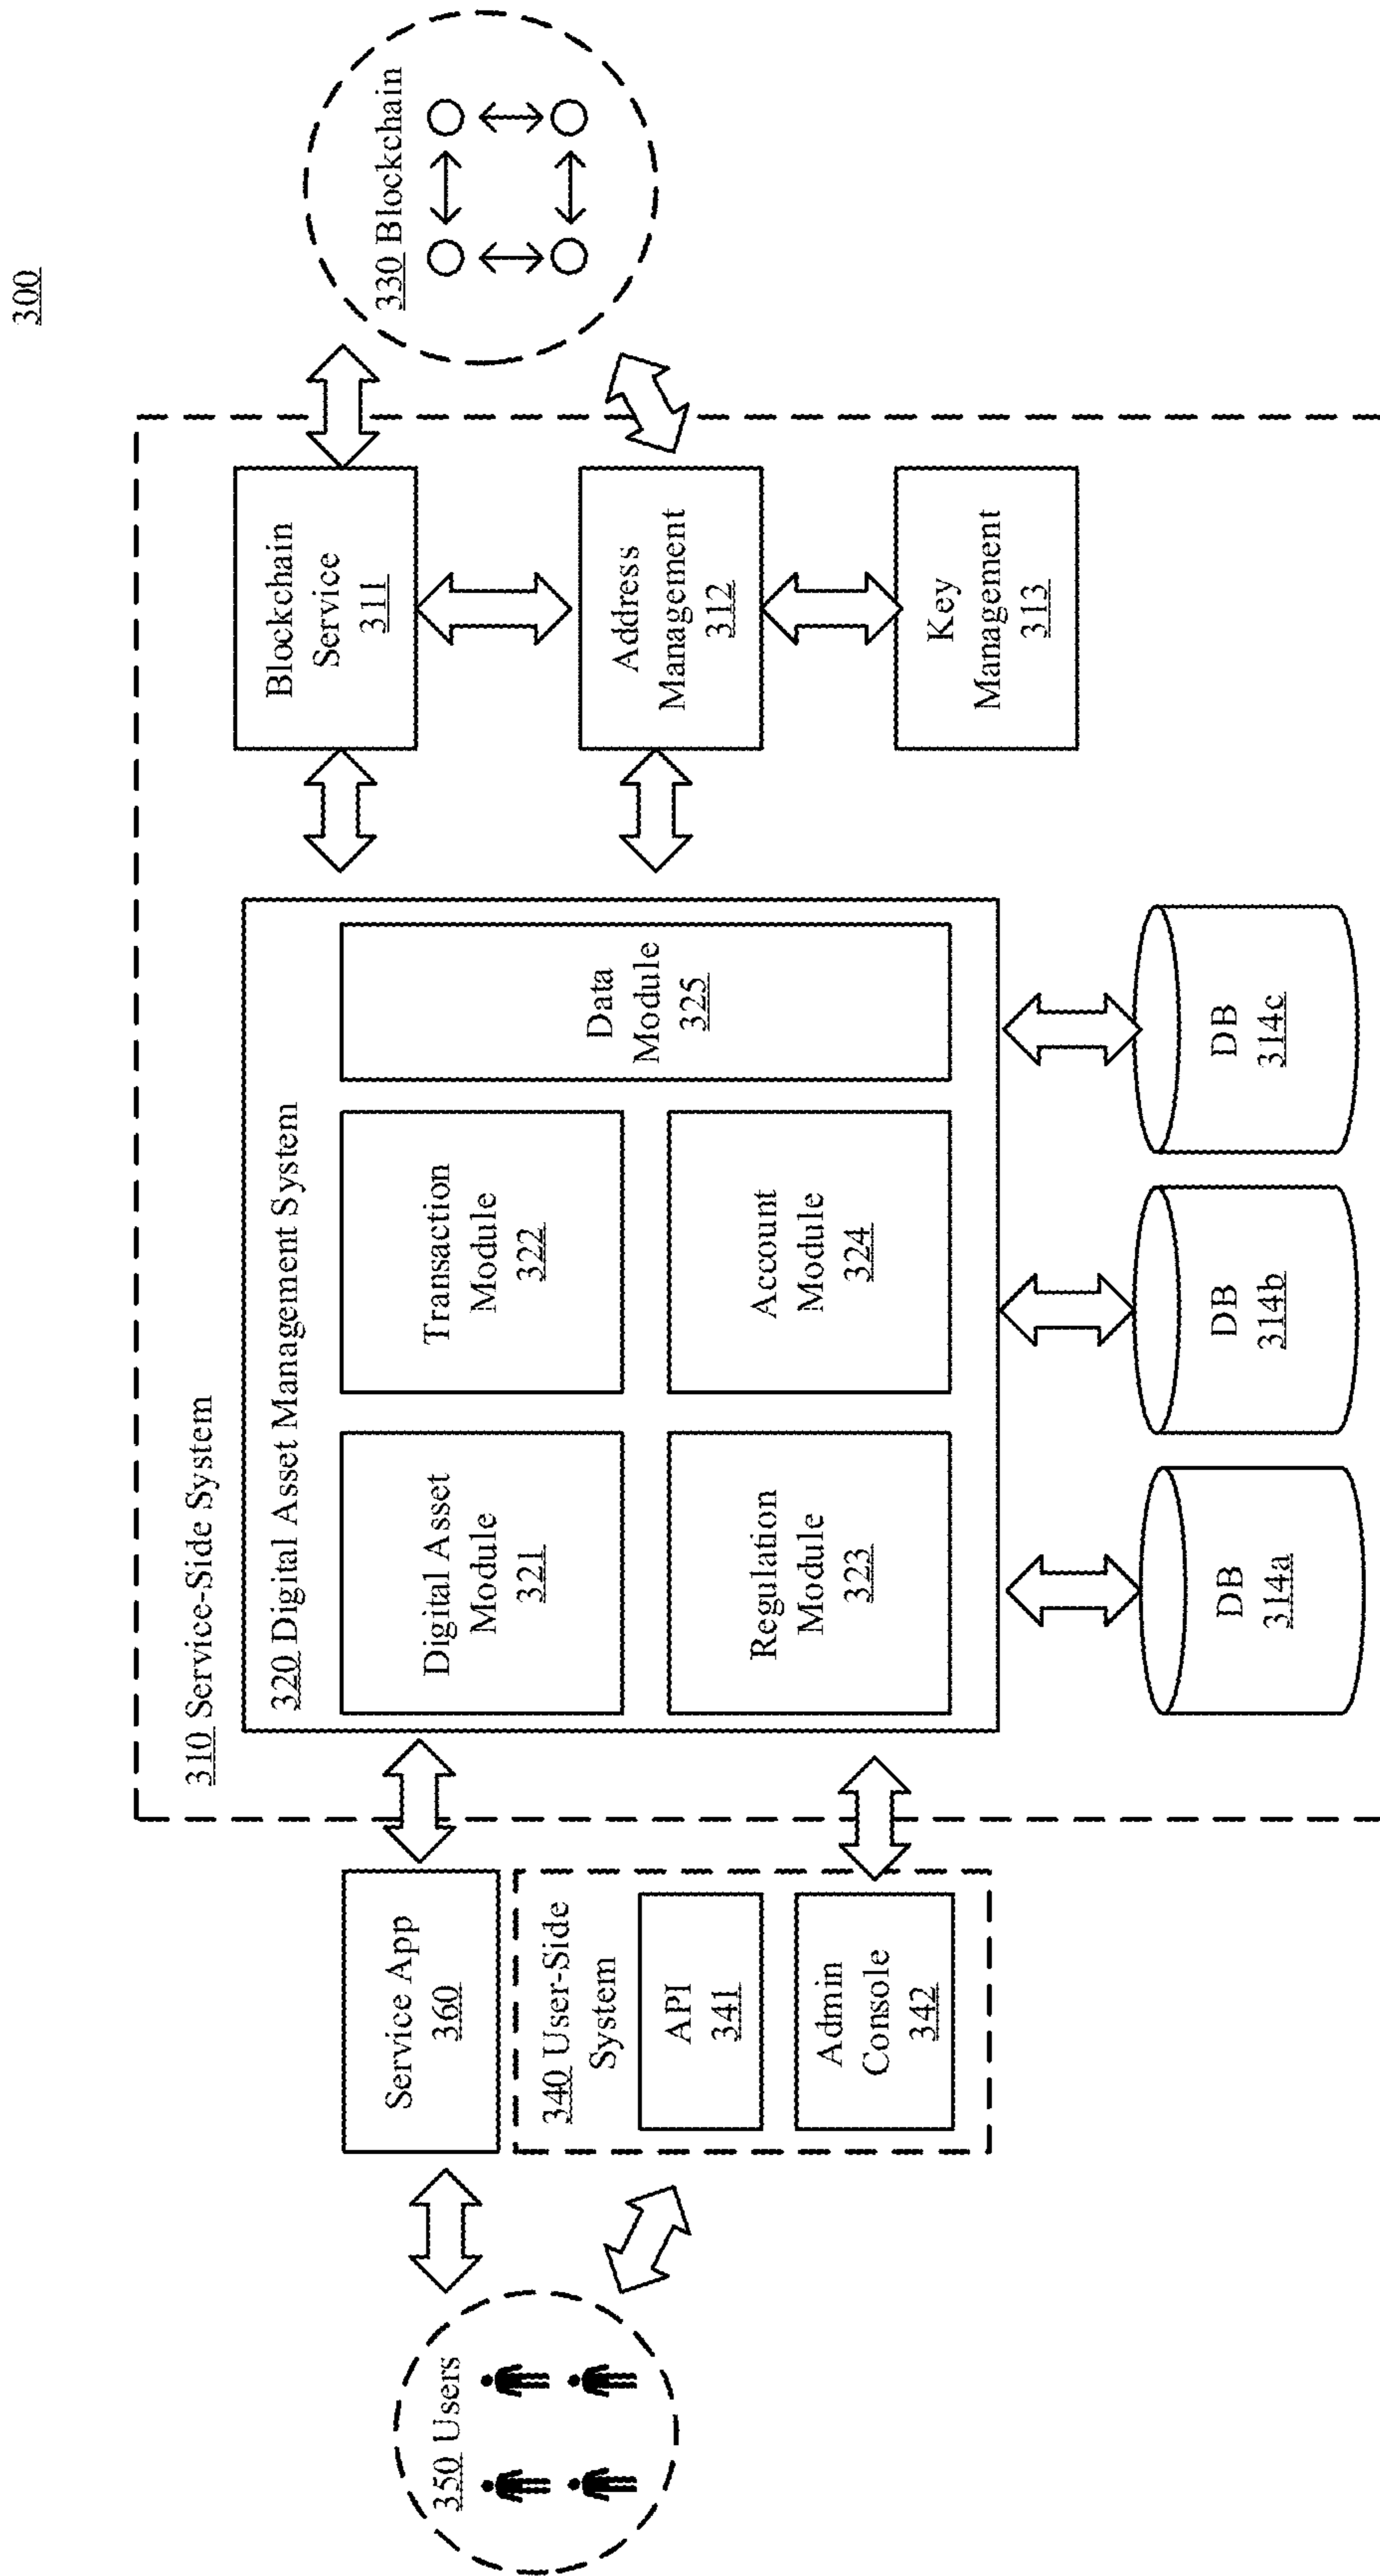 300
310 Service-Side System
320 Digital Asset Management System
Digital Asset
Module
321
Transaction
Module
322
Regulation
Module
323
Account
Module
324
Data
Module
325
Blockchain
Service
311
Address
Management
312
Key
Management
313
330 Blockchain
Service App
360
340 User-Side
System
API
341
Admin
Console
342
350 Users
DB
314a
DB
314b
DB
314c